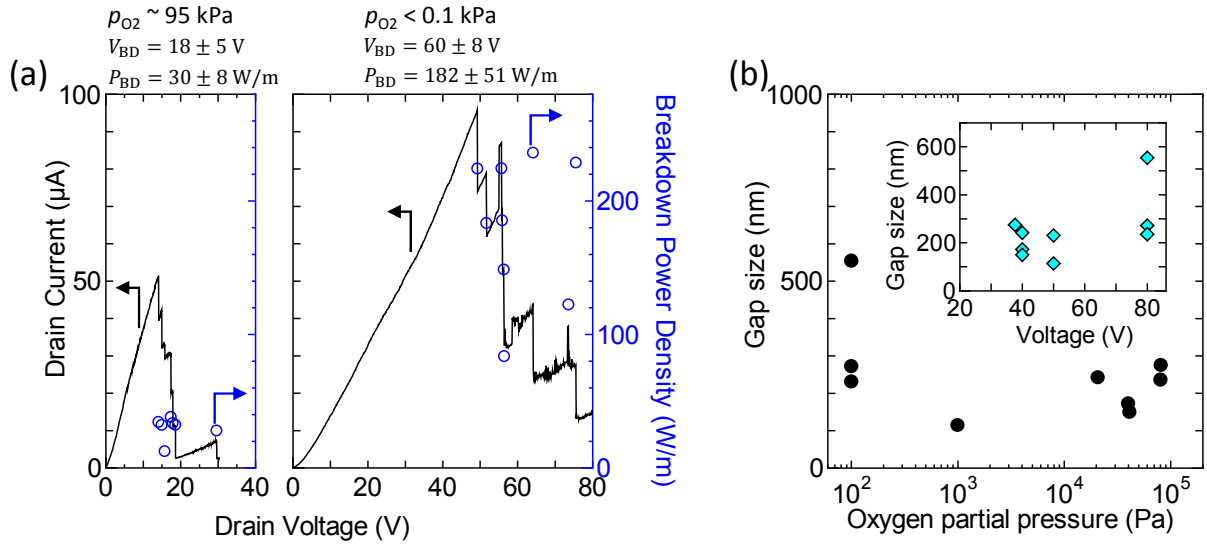 p_O2 ~ 95 kPa
V_BD = 18 ± 5 V
P_BD = 30 ± 8 W/m
p_O2 < 0.1 kPa
V_BD = 60 ± 8 V
P_BD = 182 ± 51 W/m
(a)
100
50
0
Drain Current (µA)
0 20 40
0 20 40 60 80
Drain Voltage (V)
200
100
0
Breakdown Power Density (W/m)
(b)
1000
500
0
Gap size (nm)
10^2 10^3 10^4 10^5
Oxygen partial pressure (Pa)
600
400
200
0
Gap size (nm)
20 40 60 80
Voltage (V)